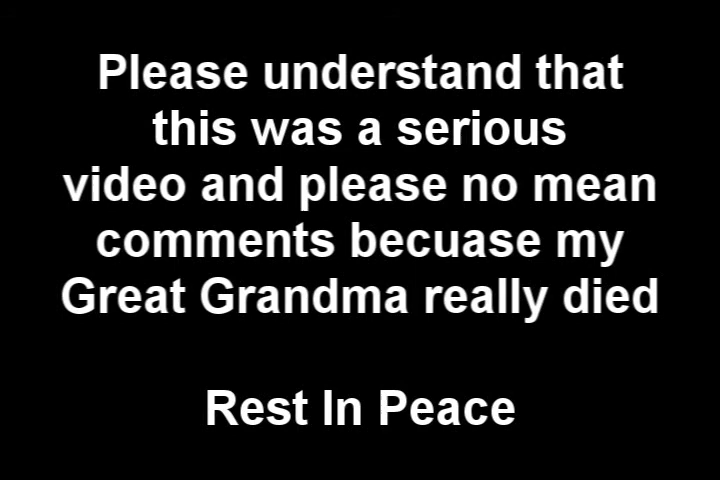 Please understand that
this was a serious
video and please no mean
comments becuase my
Great Grandma really died
Rest In Peace